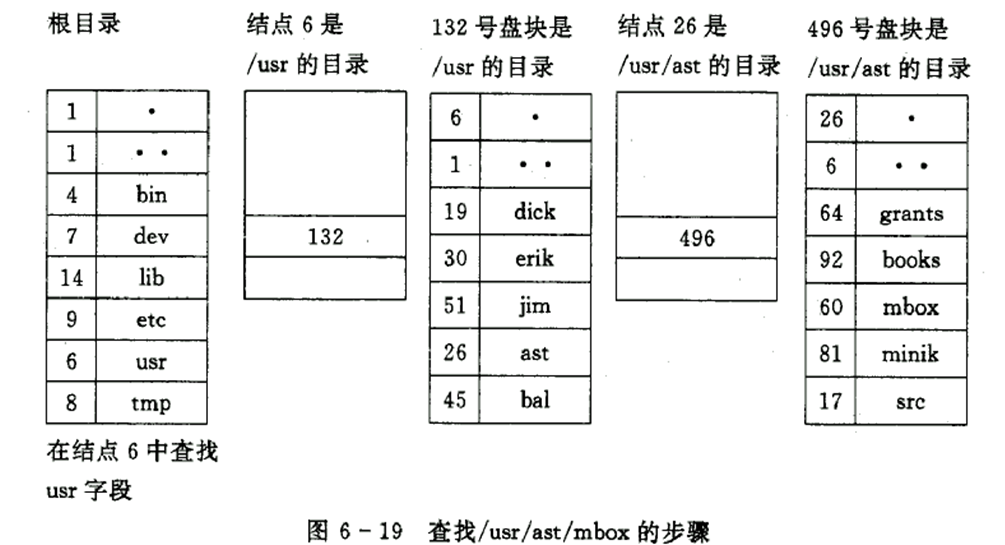 根目录
1 •
1 • •
4 bin
7 dev
14 lib
9 etc
6 usr
8 tmp
在结点 6 中查找
usr 字段
结点 6 是
/usr 的目录
132
132 号盘块是
/usr 的目录
6 •
1 • •
19 dick
30 erik
51 jim
26 ast
45 bal
结点 26 是
/usr/ast 的目录
496
496 号盘块是
/usr/ast 的目录
26 •
6 • •
64 grants
92 books
60 mbox
81 minik
17 src
图 6-19 查找/usr/ast/mbox 的步骤